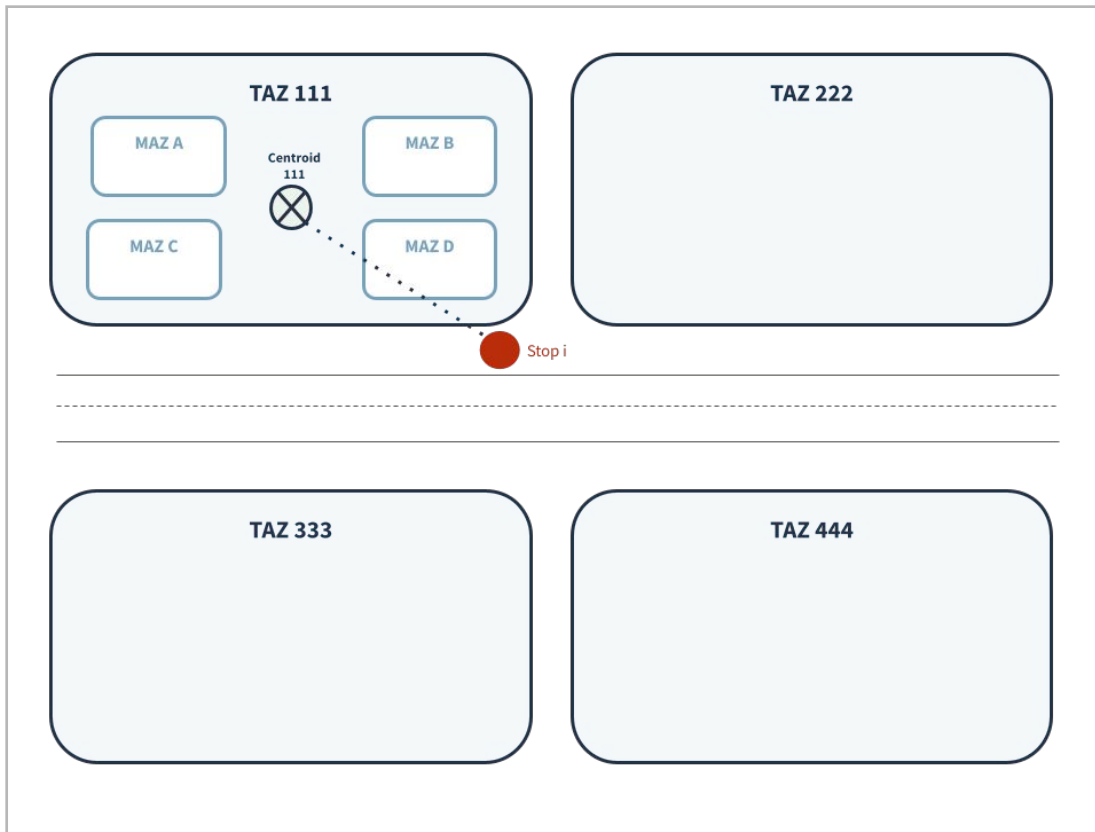 TAZ 111
TAZ 222
MAZ A
MAZ B
Centroid
111
MAZ C
MAZ D
Stop i
TAZ 333
TAZ 444